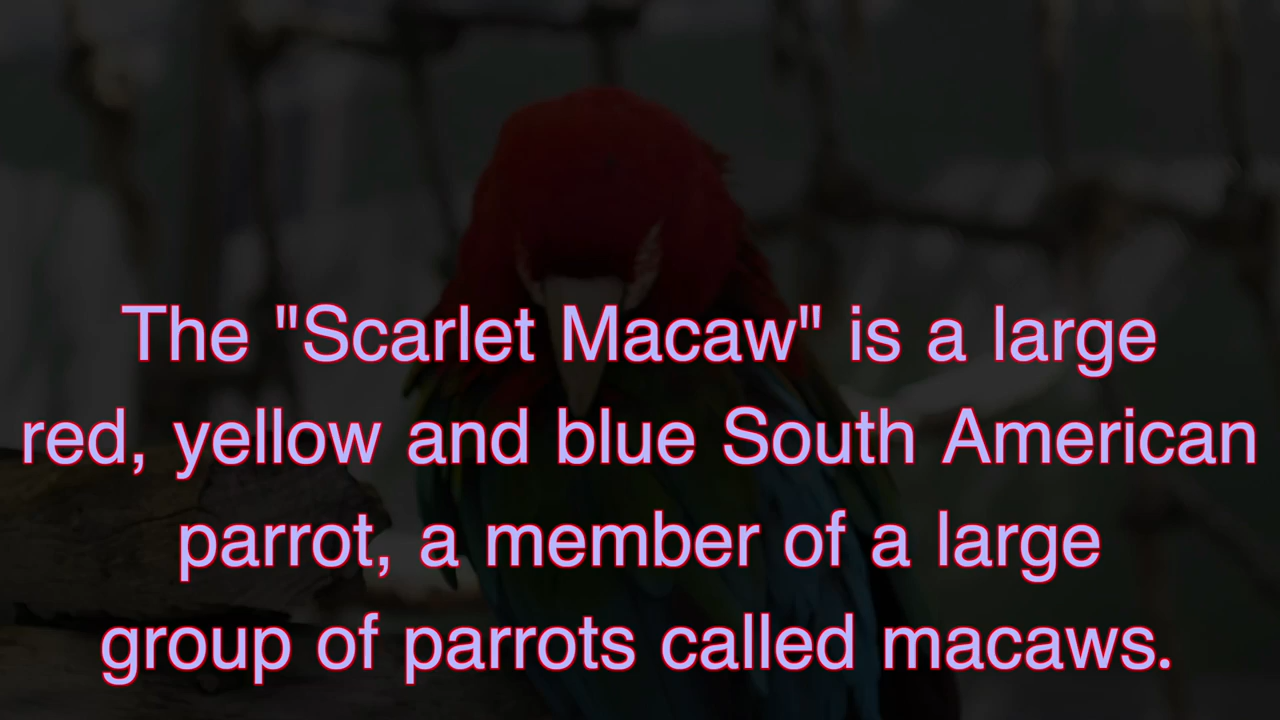 The "Scarlet Macaw" is a large
red, yellow and blue South American
parrot, a member of a large
group of parrots called macaws.